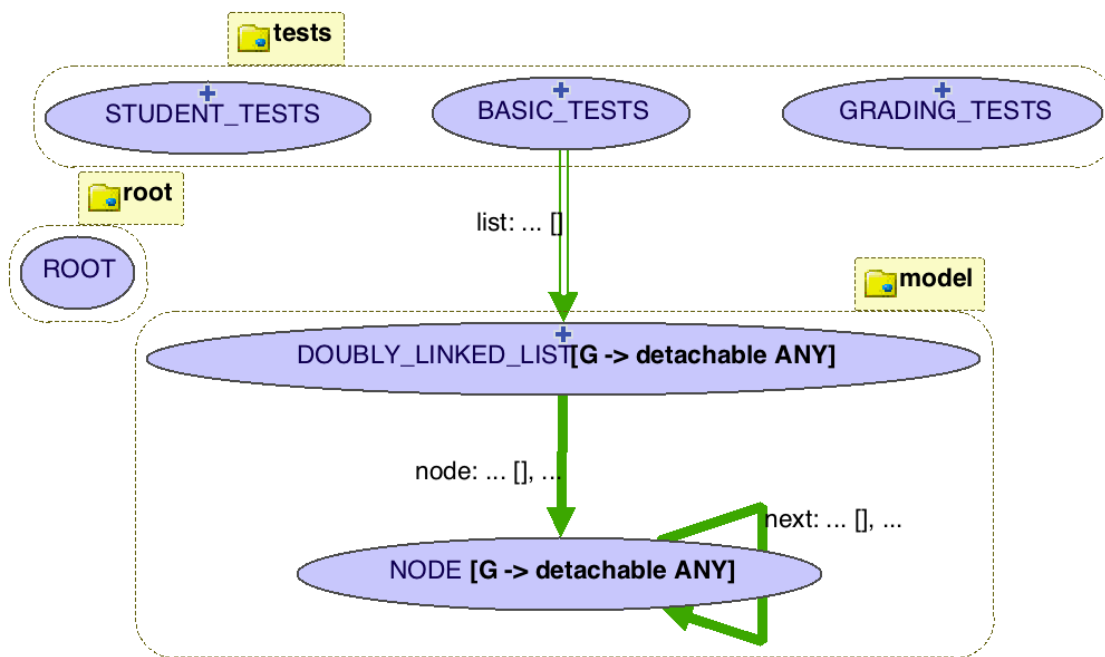 tests
STUDENT_TESTS
BASIC_TESTS
GRADING_TESTS
root
list: ... []
ROOT
model
DOUBLY_LINKED_LIST[G -> detachable ANY]
node: ... [], ...
next: ... [], ...
NODE [G -> detachable ANY]